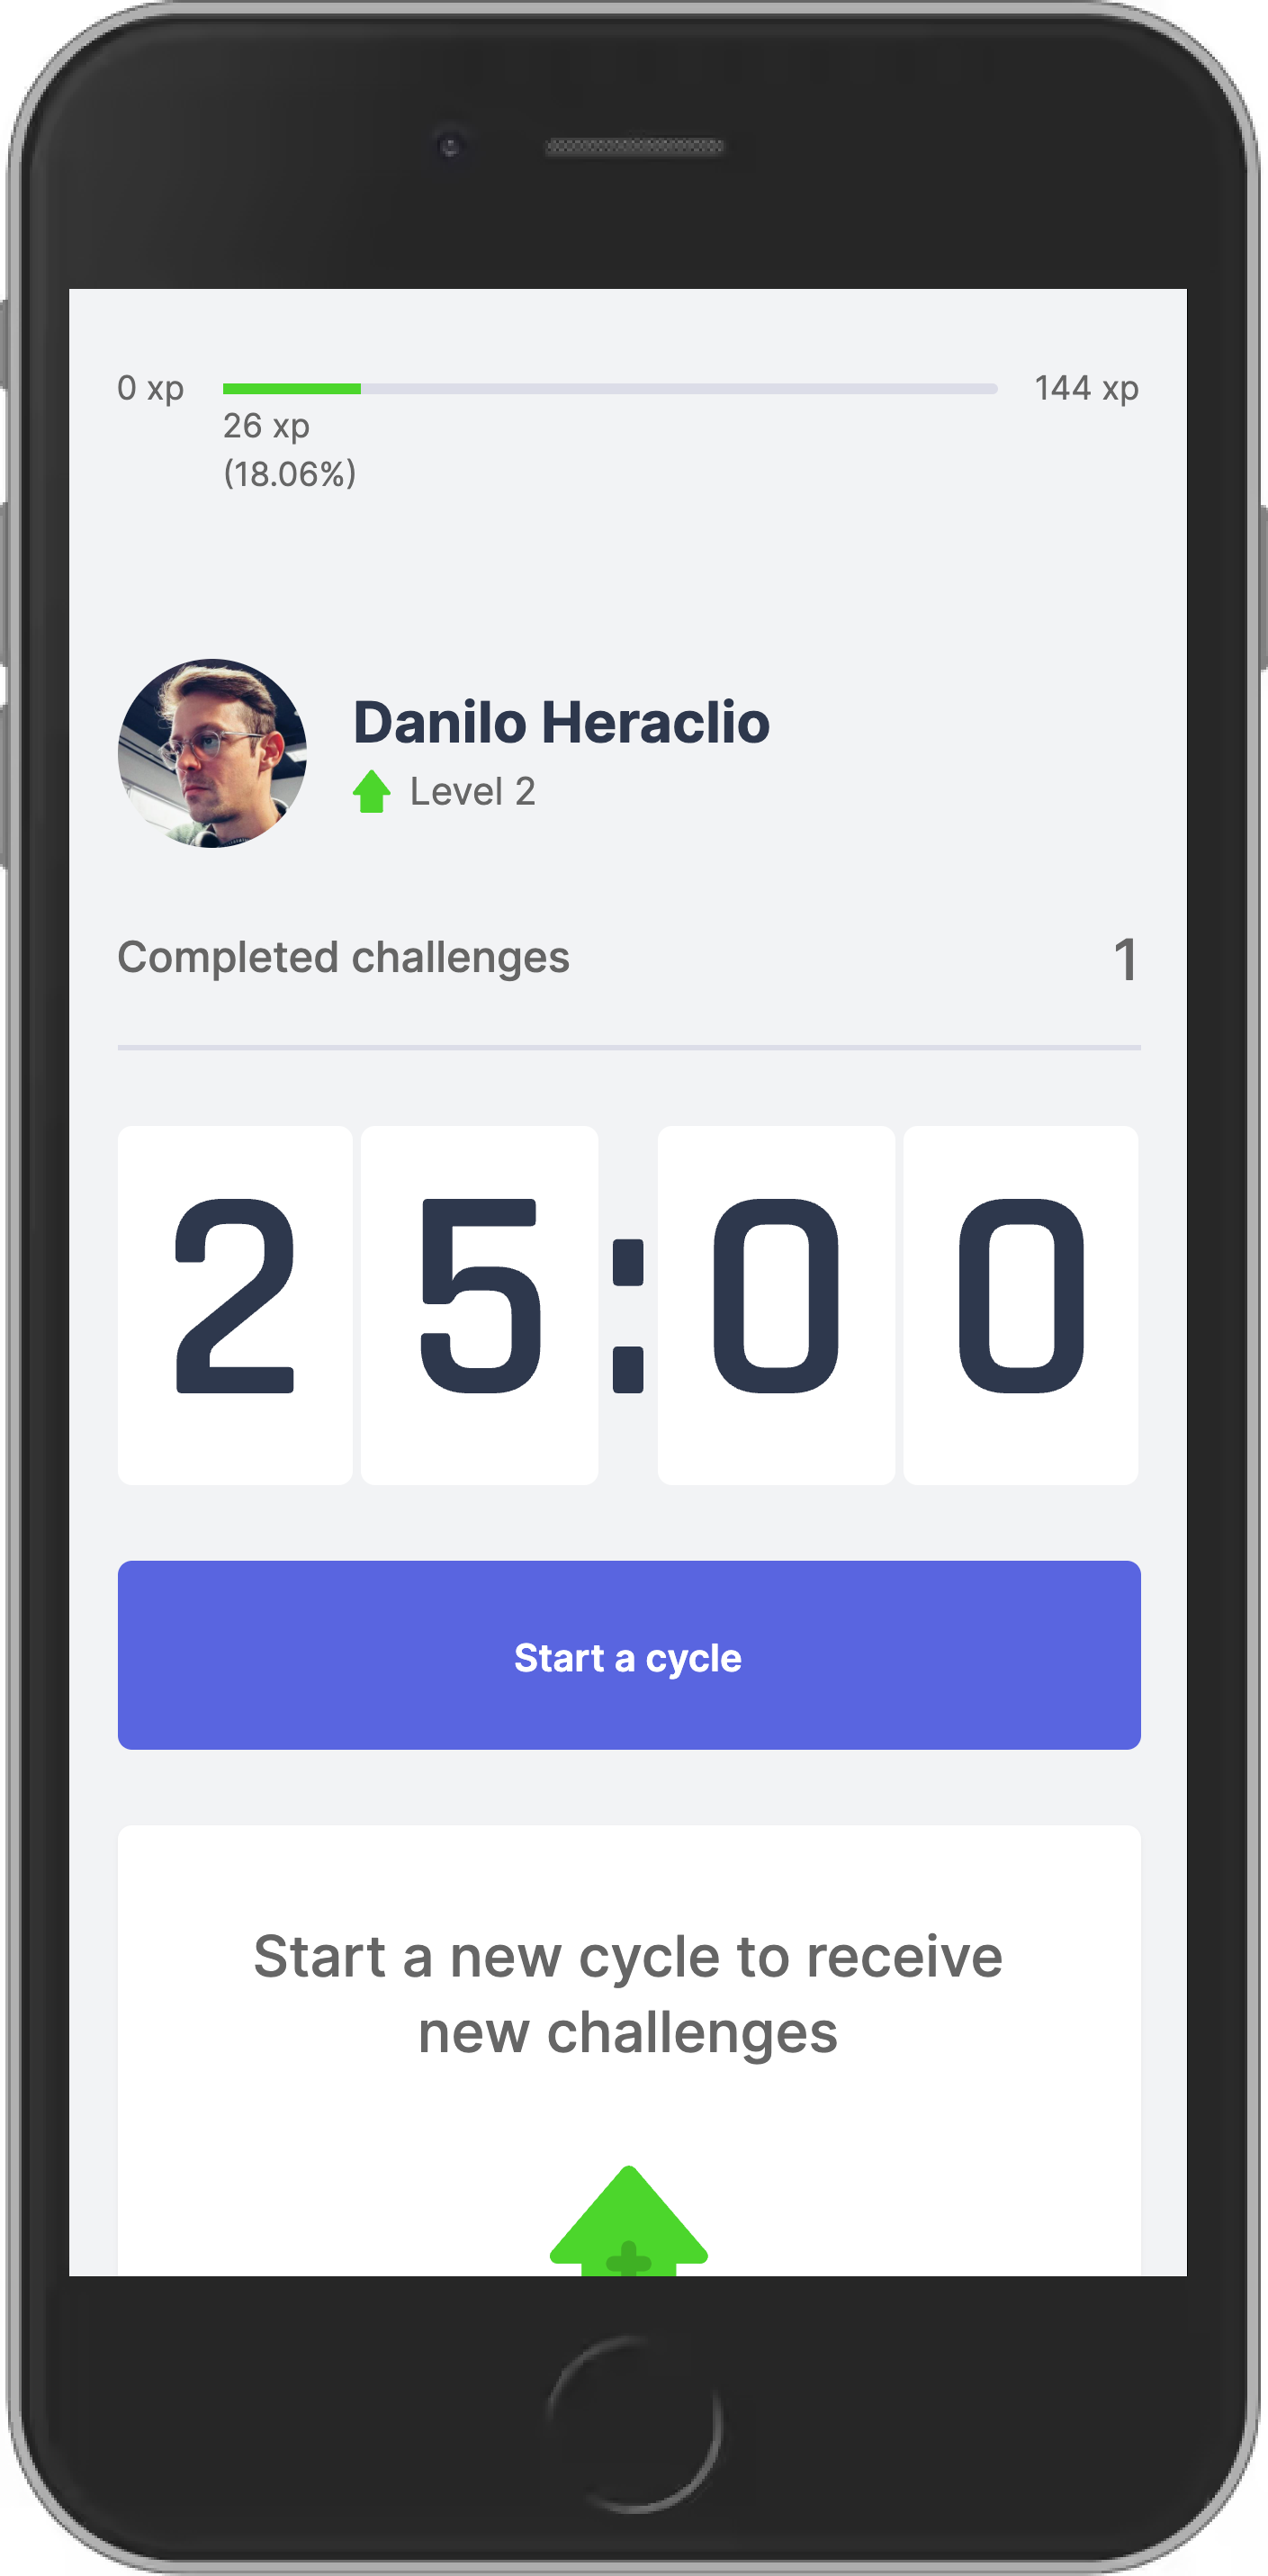 0 xp 144 xp
26 xp
(18.06%)
Danilo Heraclio
Level 2
Completed challenges 1
25:00
Start a cycle
Start a new cycle to receive
new challenges